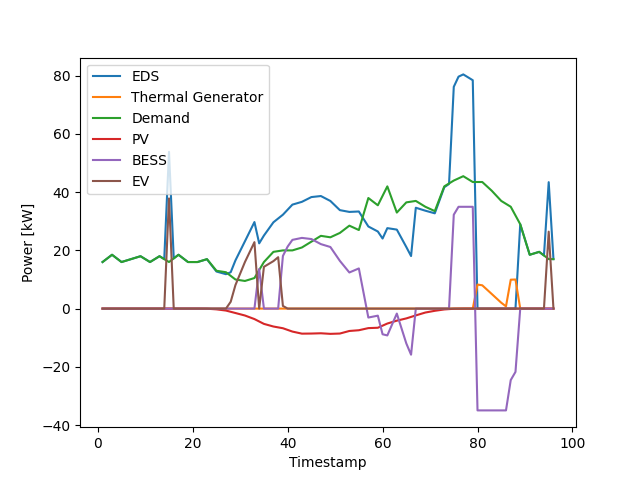 EDS
Thermal Generator
Demand
PV
BESS
EV
Power [kW]
80
60
40
20
0
−20
−40
0 20 40 60 80 100
Timestamp